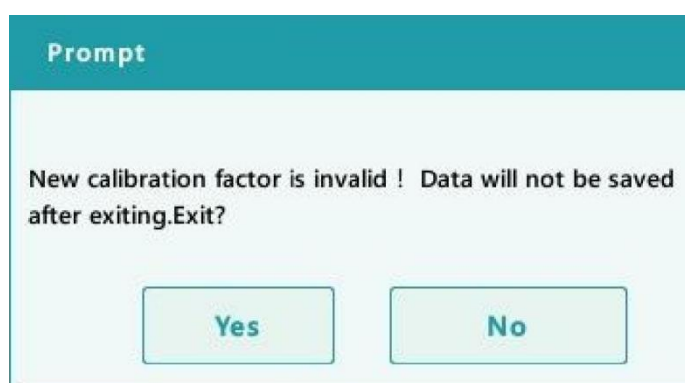 Prompt
New calibration factor is invalid ! Data will not be saved
after exiting.Exit?
Yes No